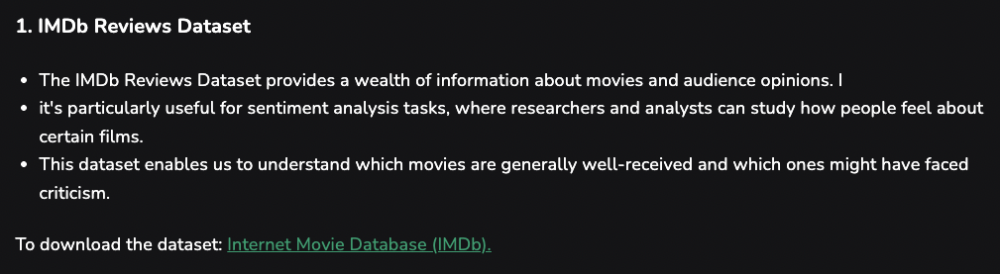 1. IMDb Reviews Dataset
• The IMDb Reviews Dataset provides a wealth of information about movies and audience opinions. I
• it's particularly useful for sentiment analysis tasks, where researchers and analysts can study how people feel about
certain films.
• This dataset enables us to understand which movies are generally well-received and which ones might have faced
criticism.
To download the dataset: Internet Movie Database (IMDb).